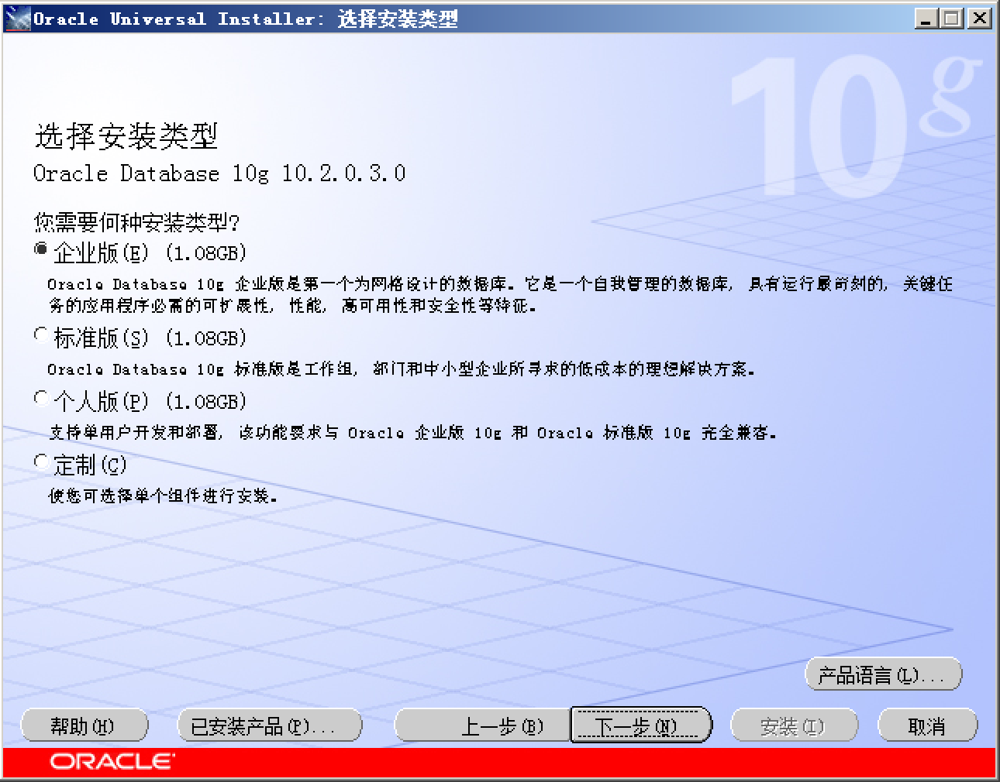 Oracle Universal Installer: 选择安装类型
10g
选择安装类型
Oracle Database 10g 10.2.0.3.0
您需要何种安装类型?
企业版(E) (1.08GB)
Oracle Database 10g 企业版是第一个为网格设计的数据库。它是一个自我管理的数据库, 具有运行最苛刻的, 关键任
务的应用程序必需的可扩展性, 性能, 高可用性和安全性等特征。
标准版(S) (1.08GB)
Oracle Database 10g 标准版是工作组, 部门和中小型企业所寻求的低成本的理想解决方案。
个人版(P) (1.08GB)
支持单用户开发和部署, 该功能要求与 Oracle 企业版 10g 和 Oracle 标准版 10g 完全兼容。
定制(C)
使您可选择单个组件进行安装。
产品语言(L)...
帮助(H) 已安装产品(P)... 上一步(B) 下一步(N) 安装(I) 取消
ORACLE